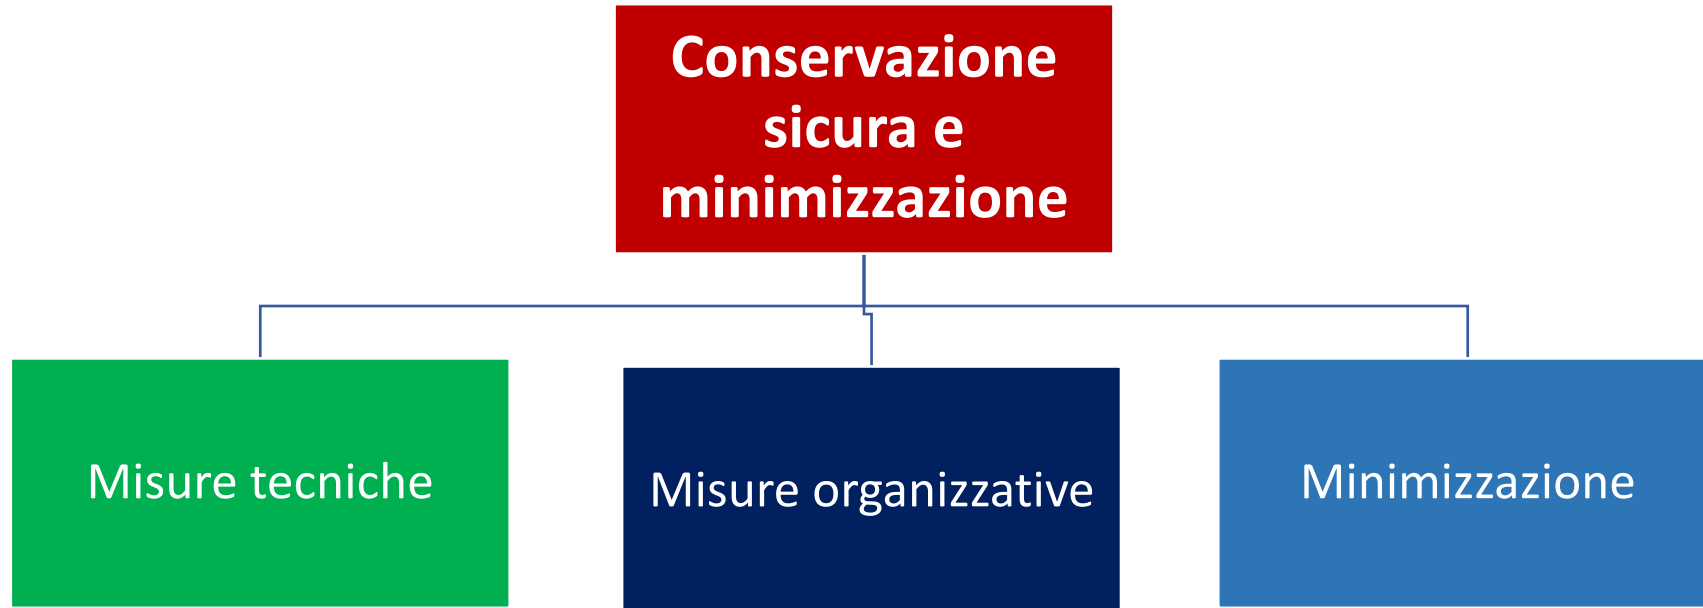 Conservazione
sicura e
minimizzazione
Misure tecniche
Misure organizzative
Minimizzazione